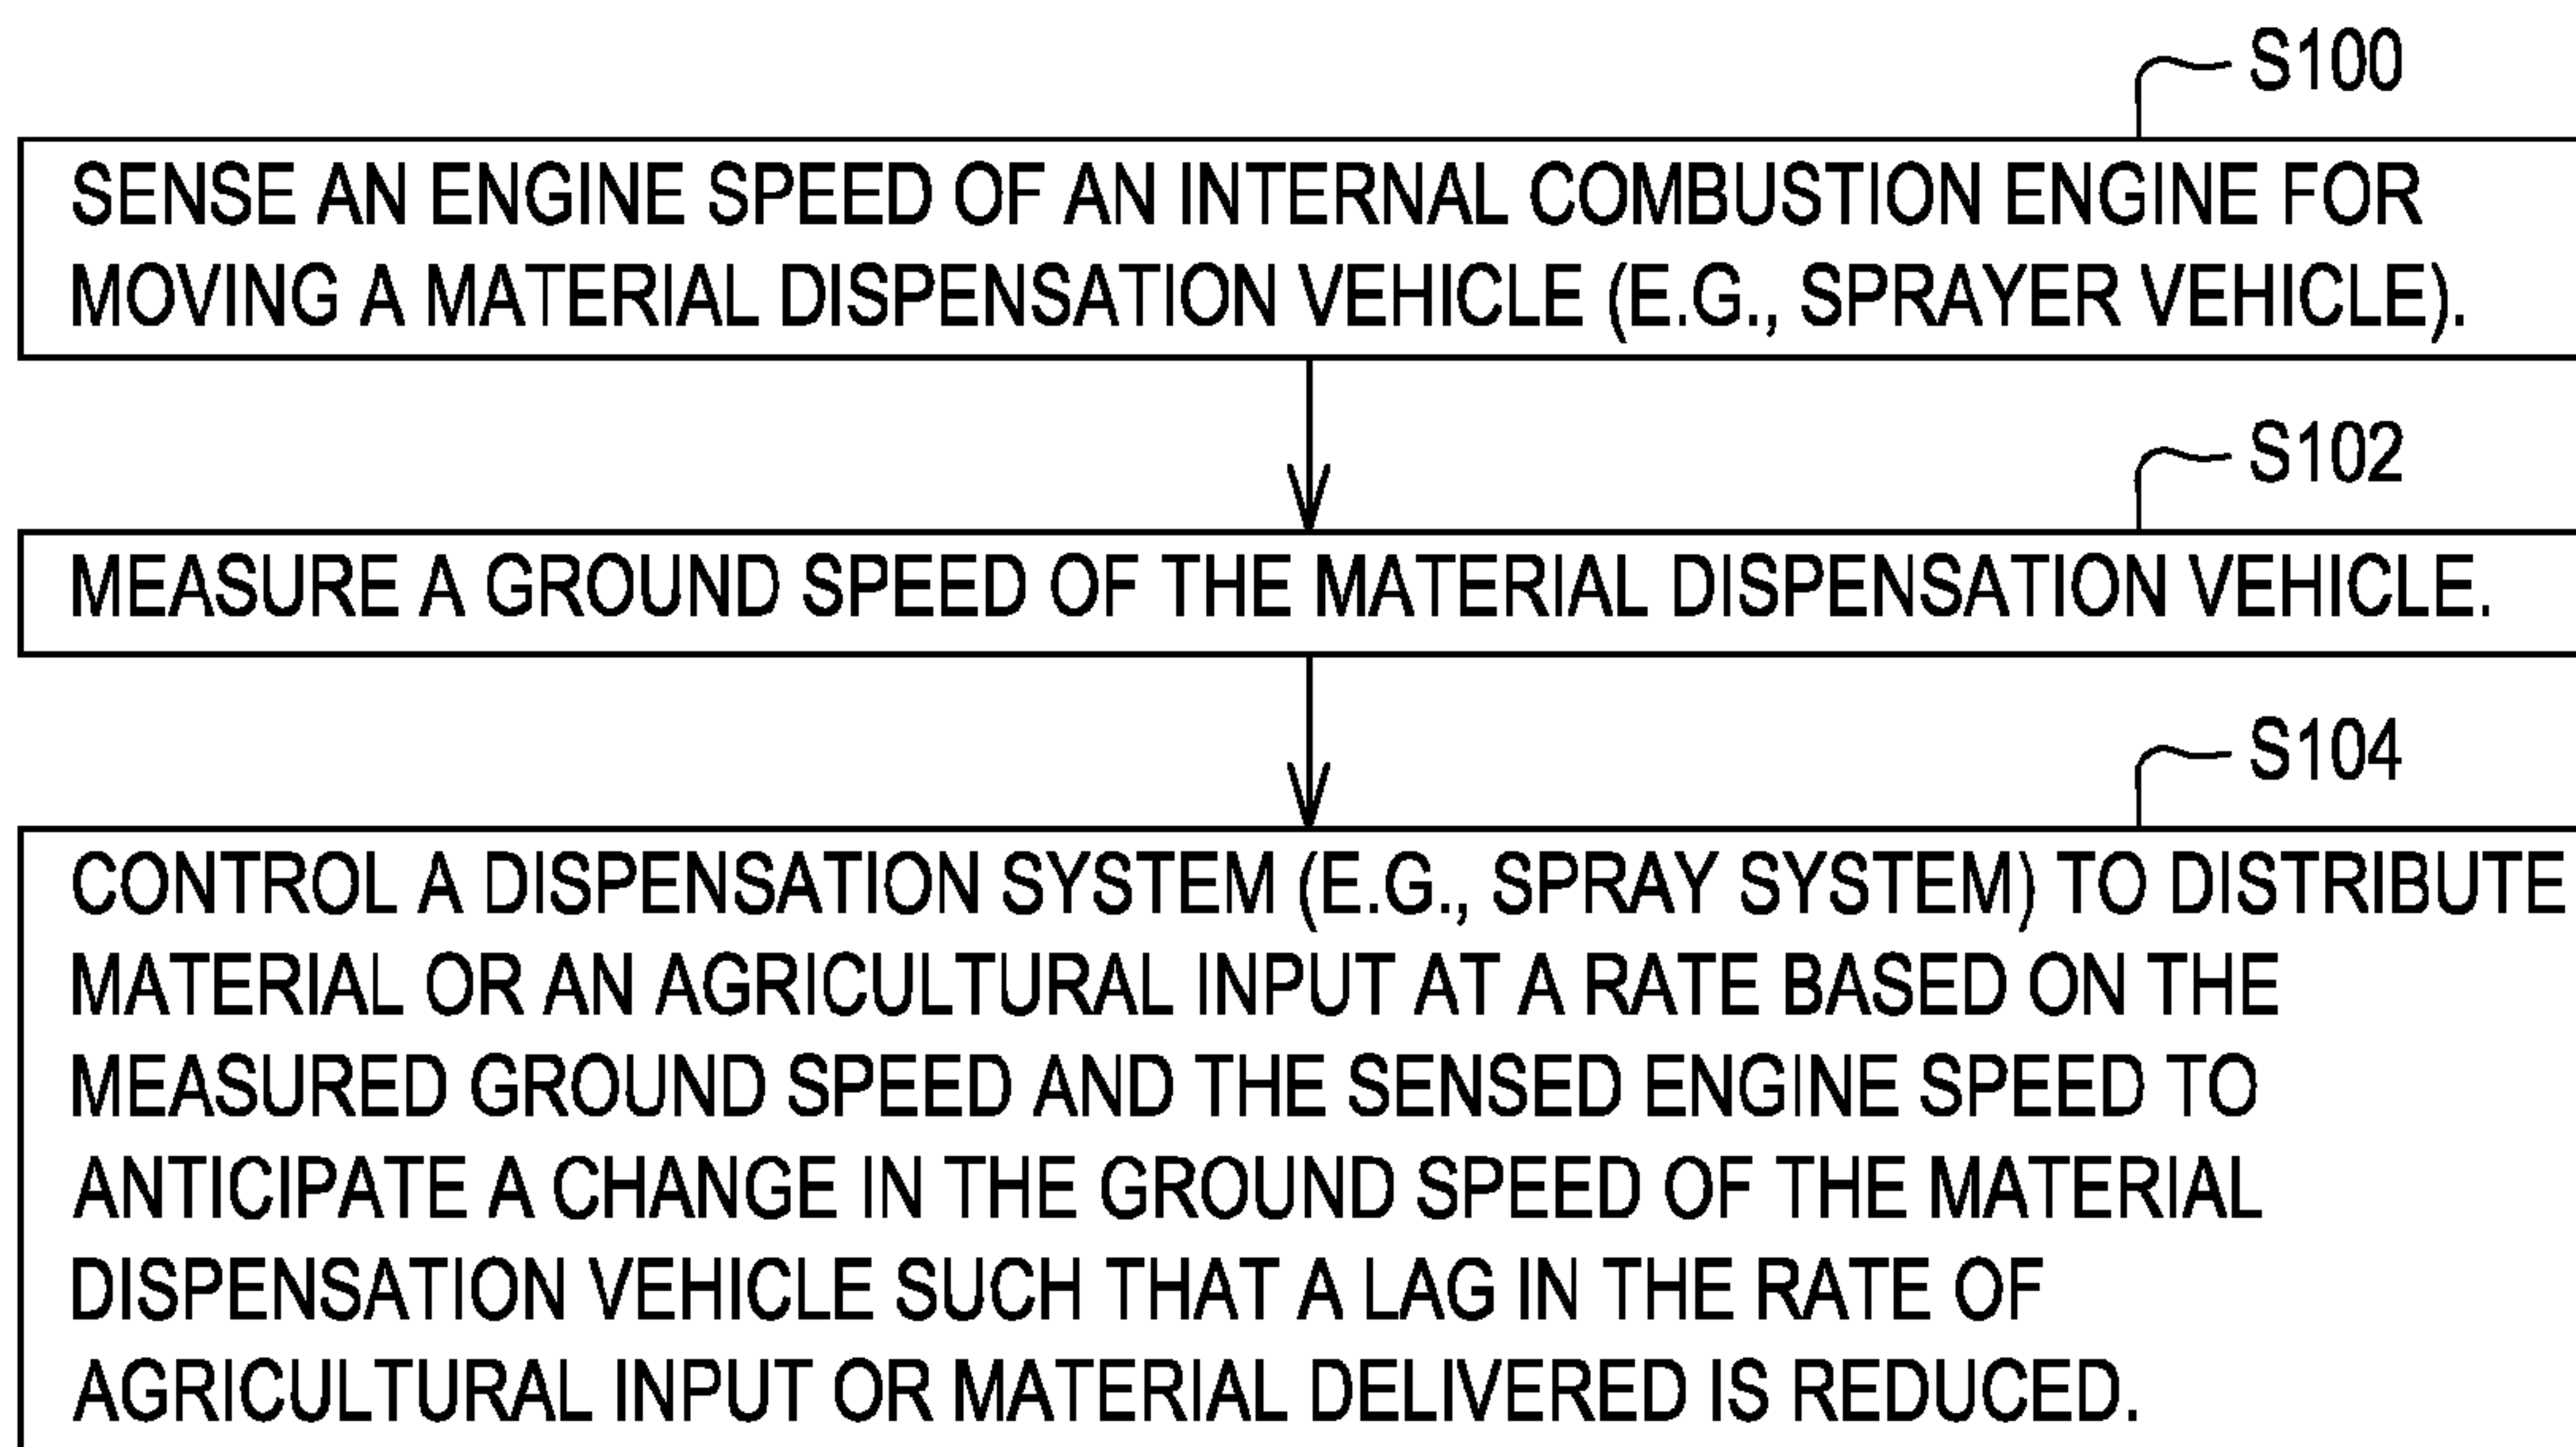 S100
SENSE AN ENGINE SPEED OF AN INTERNAL COMBUSTION ENGINE FOR
MOVING A MATERIAL DISPENSATION VEHICLE (E.G., SPRAYER VEHICLE).
S102
MEASURE A GROUND SPEED OF THE MATERIAL DISPENSATION VEHICLE.
S104
CONTROL A DISPENSATION SYSTEM (E.G., SPRAY SYSTEM) TO DISTRIBUTE
MATERIAL OR AN AGRICULTURAL INPUT AT A RATE BASED ON THE
MEASURED GROUND SPEED AND THE SENSED ENGINE SPEED TO
ANTICIPATE A CHANGE IN THE GROUND SPEED OF THE MATERIAL
DISPENSATION VEHICLE SUCH THAT A LAG IN THE RATE OF
AGRICULTURAL INPUT OR MATERIAL DELIVERED IS REDUCED.